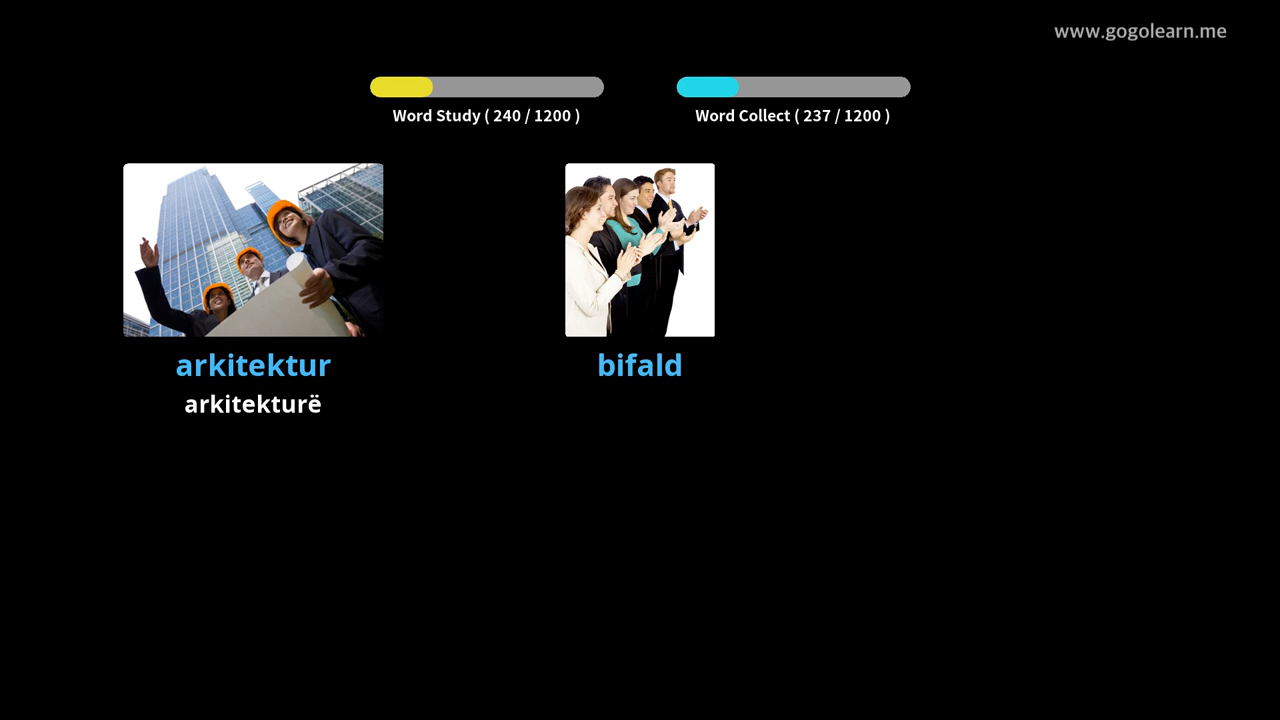 www.gogolearn.me
Word Study ( 240 / 1200 )
Word Collect ( 237 / 1200 )
arkitektur
arkitekturë
bifald